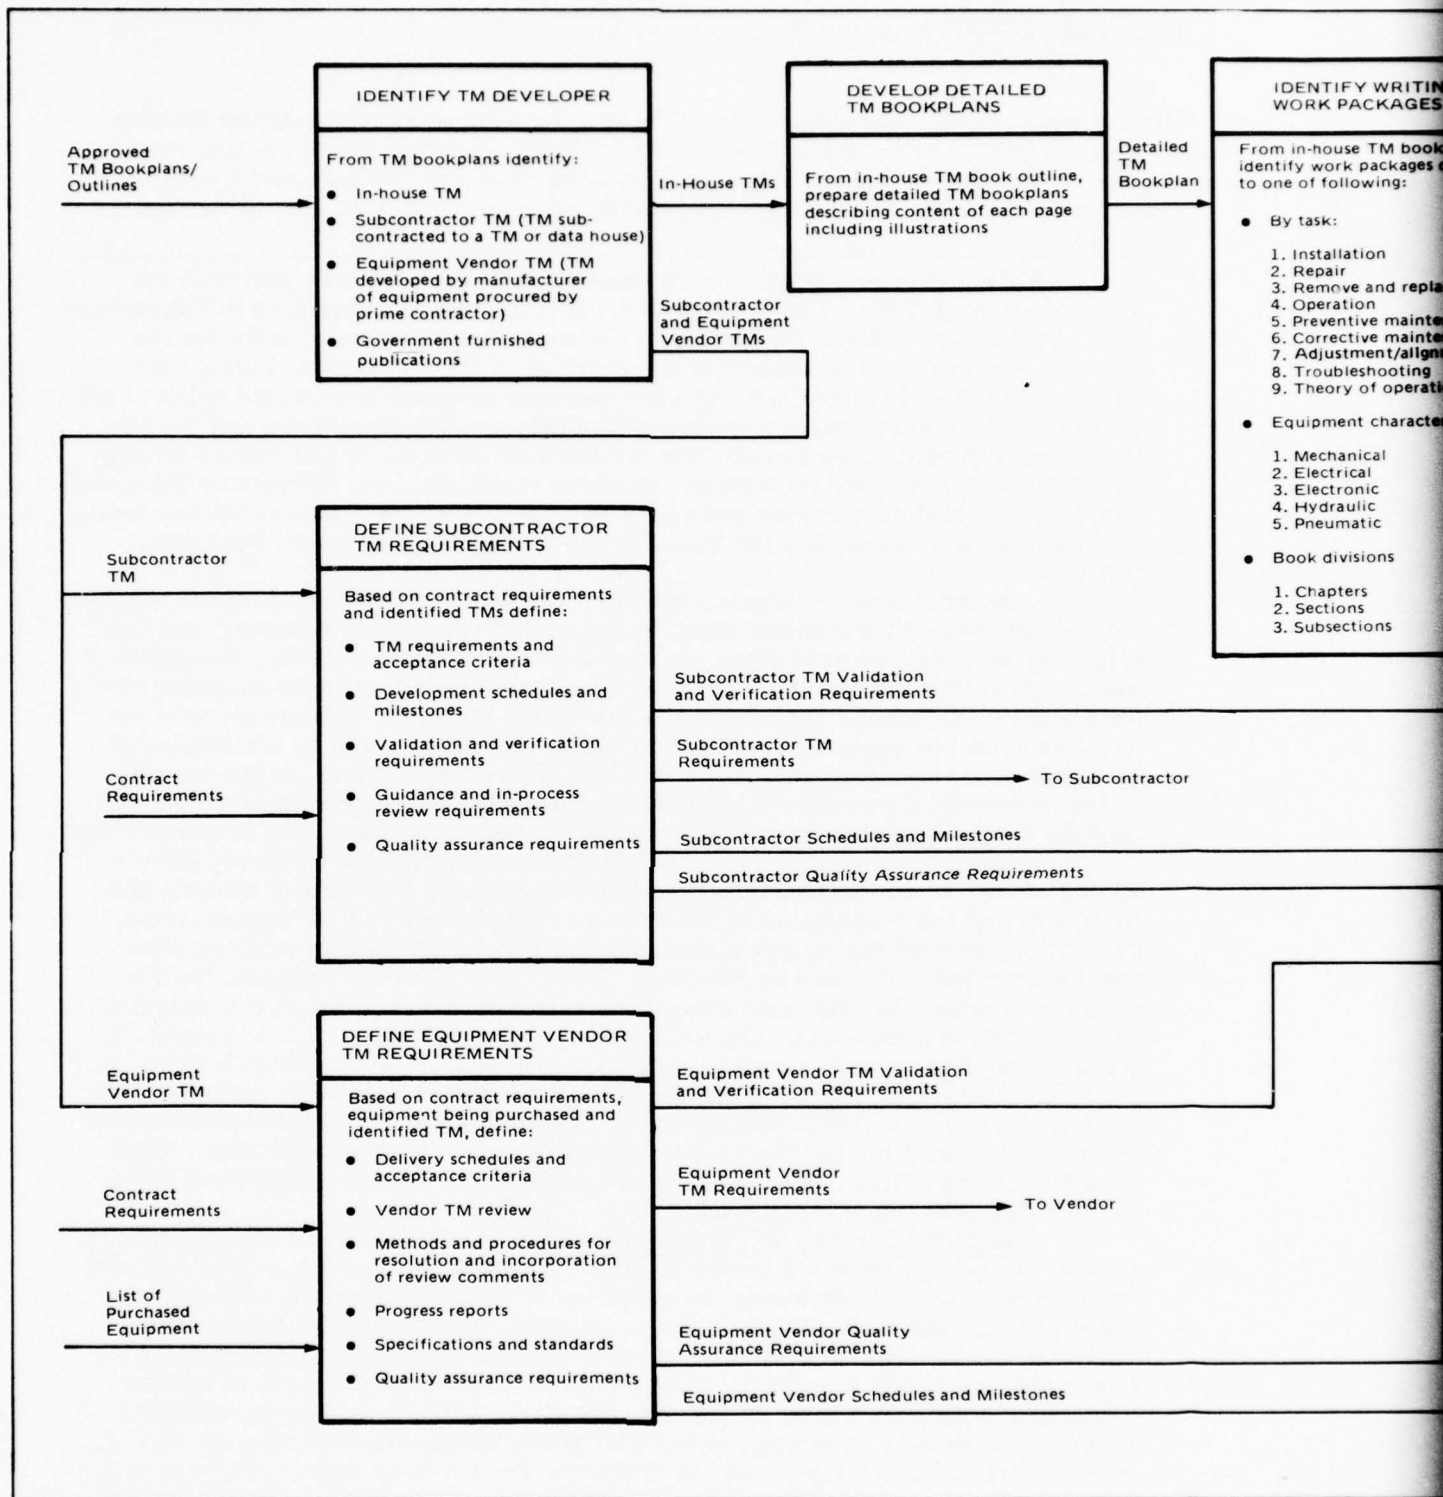 IDENTIFY TM DEVELOPER
Approved
TM Bookplans/
Outlines
From TM bookplans identify:
● In-house TM
● Subcontractor TM (TM sub-
contracted to a TM or data house)
● Equipment Vendor TM (TM
developed by manufacturer
of equipment procured by
prime contractor)
● Government furnished
publications
In-House TMs
Subcontractor
and Equipment
Vendor TMs
DEVELOP DETAILED
TM BOOKPLANS
From in-house TM book outline,
prepare detailed TM bookplans
describing content of each page
including illustrations
Detailed
TM
Bookplan
IDENTIFY WRITIN
WORK PACKAGES
From in-house TM book
identify work packages
to one of following:
● By task:
1. Installation
2. Repair
3. Remove and repla
4. Operation
5. Preventive mainte
6. Corrective mainte
7. Adjustment/align
8. Troubleshooting
9. Theory of operati
● Equipment characte
1. Mechanical
2. Electrical
3. Electronic
4. Hydraulic
5. Pneumatic
● Book divisions
1. Chapters
2. Sections
3. Subsections
DEFINE SUBCONTRACTOR
TM REQUIREMENTS
Subcontractor
TM
Contract
Requirements
Based on contract requirements
and identified TMs define:
● TM requirements and
acceptance criteria
● Development schedules and
milestones
● Validation and verification
requirements
● Guidance and in-process
review requirements
● Quality assurance requirements
Subcontractor TM Validation
and Verification Requirements
Subcontractor TM
Requirements
To Subcontractor
Subcontractor Schedules and Milestones
Subcontractor Quality Assurance Requirements
DEFINE EQUIPMENT VENDOR
TM REQUIREMENTS
Equipment
Vendor TM
Contract
Requirements
List of
Purchased
Equipment
Based on contract requirements,
equipment being purchased and
identified TM, define:
● Delivery schedules and
acceptance criteria
● Vendor TM review
● Methods and procedures for
resolution and incorporation
of review comments
● Progress reports
● Specifications and standards
● Quality assurance requirements
Equipment Vendor TM Validation
and Verification Requirements
Equipment Vendor
TM Requirements
To Vendor
Equipment Vendor Quality
Assurance Requirements
Equipment Vendor Schedules and Milestones